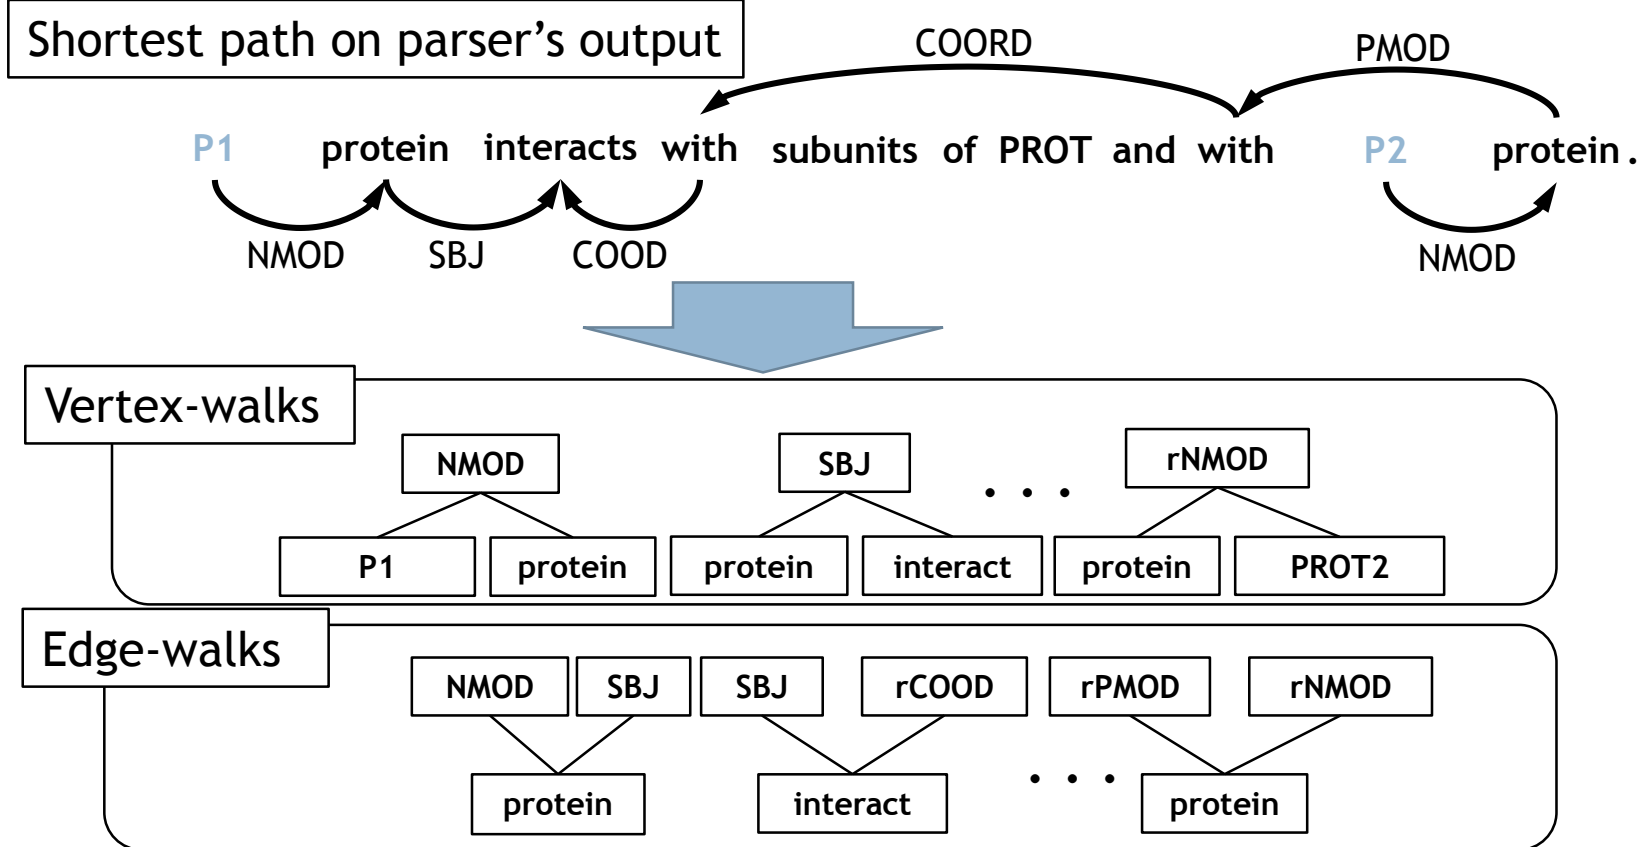 Shortest path on parser’s output
COORD PMOD
P1 protein interacts with subunits of PROT and with P2 protein.
NMOD SBJ COOD NMOD
Vertex-walks
NMOD SBJ . . . rNMOD
P1 protein protein interact protein PROT2
Edge-walks
NMOD SBJ SBJ rCOOD rPMOD rNMOD
protein interact . . . protein